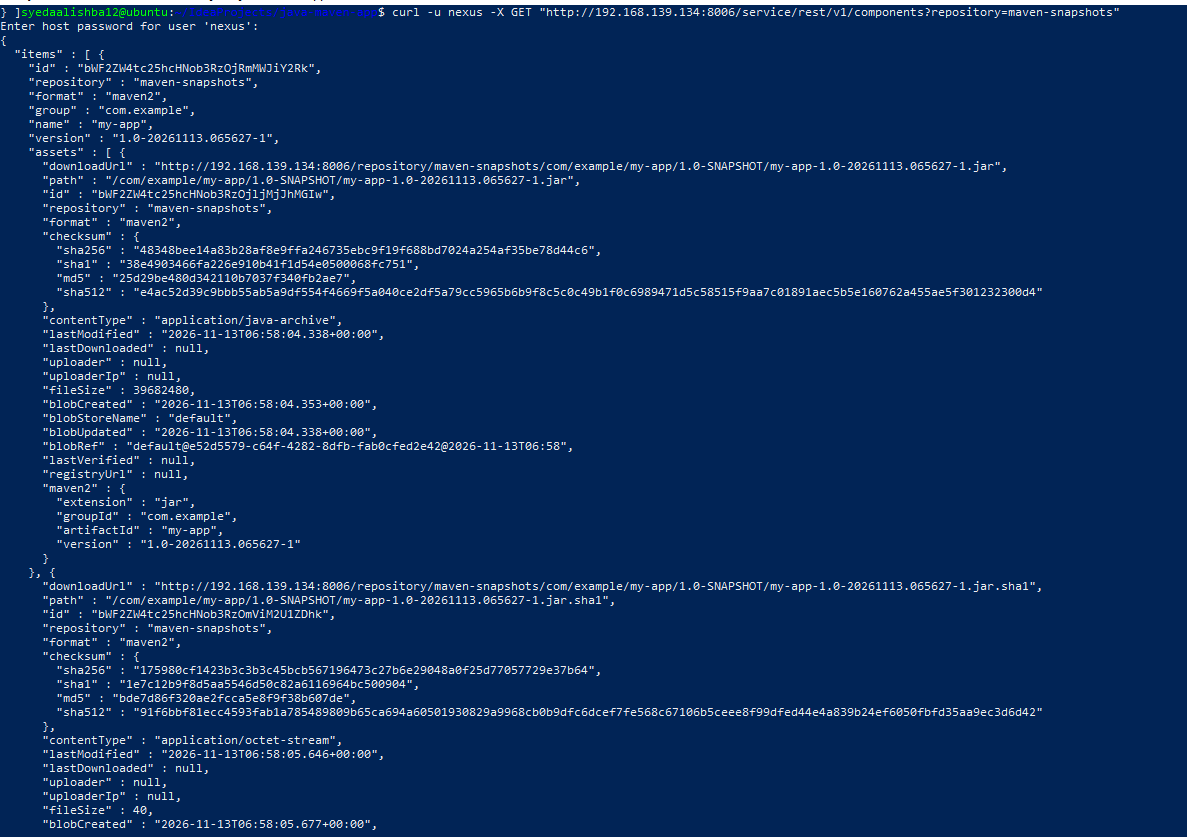 } ]syedaalishba12@ubuntu:~/IdeaProjects/java-maven-app$ curl -u nexus -X GET "http://192.168.139.134:8006/service/rest/v1/components?repository=maven-snapshots"
Enter host password for user 'nexus':
{
  "items" : [ {
    "id" : "bWF2ZW4tc25hcHNob3RzOjRmMWJiY2Rk",
    "repository" : "maven-snapshots",
    "format" : "maven2",
    "group" : "com.example",
    "name" : "my-app",
    "version" : "1.0-20261113.065627-1",
    "assets" : [ {
      "downloadUrl" : "http://192.168.139.134:8006/repository/maven-snapshots/com/example/my-app/1.0-SNAPSHOT/my-app-1.0-20261113.065627-1.jar",
      "path" : "/com/example/my-app/1.0-SNAPSHOT/my-app-1.0-20261113.065627-1.jar",
      "id" : "bWF2ZW4tc25hcHNob3RzOjljMjJhMGIw",
      "repository" : "maven-snapshots",
      "format" : "maven2",
      "checksum" : {
        "sha256" : "48348bee14a83b28af8e9ffa246735ebc9f19f688bd7024a254af35be78d44c6",
        "sha1" : "38e4903466fa226e910b41f1d54e0500068fc751",
        "md5" : "25d29be480d342110b7037f340fb2ae7",
        "sha512" : "e4ac52d39c9bbb55ab5a9df554f4669f5a040ce2df5a79cc5965b6b9f8c5c0c49b1f0c6989471d5c58515f9aa7c01891aec5b5e160762a455ae5f301232300d4"
      },
      "contentType" : "application/java-archive",
      "lastModified" : "2026-11-13T06:58:04.338+00:00",
      "lastDownloaded" : null,
      "uploader" : null,
      "uploaderIp" : null,
      "fileSize" : 39682480,
      "blobCreated" : "2026-11-13T06:58:04.353+00:00",
      "blobStoreName" : "default",
      "blobUpdated" : "2026-11-13T06:58:04.338+00:00",
      "blobRef" : "default@e52d5579-c64f-4282-8dfb-fab0cfed2e42@2026-11-13T06:58",
      "lastVerified" : null,
      "registryUrl" : null,
      "maven2" : {
        "extension" : "jar",
        "groupId" : "com.example",
        "artifactId" : "my-app",
        "version" : "1.0-20261113.065627-1"
      }
    }, {
      "downloadUrl" : "http://192.168.139.134:8006/repository/maven-snapshots/com/example/my-app/1.0-SNAPSHOT/my-app-1.0-20261113.065627-1.jar.sha1",
      "path" : "/com/example/my-app/1.0-SNAPSHOT/my-app-1.0-20261113.065627-1.jar.sha1",
      "id" : "bWF2ZW4tc25hcHNob3RzOmViM2U1ZDhk",
      "repository" : "maven-snapshots",
      "format" : "maven2",
      "checksum" : {
        "sha256" : "175980cf1423b3c3b3c45bcb567196473c27b6e29048a0f25d77057729e37b64",
        "sha1" : "1e7c12b9f8d5aa5546d50c82a6116964bc500904",
        "md5" : "bde7d86f320ae2fcca5e8f9f38b607de",
        "sha512" : "91f6bbf81ecc4593fab1a785489809b65ca694a60501930829a9968cb0b9dfc6dcef7fe568c67106b5ceee8f99dfed44e4a839b24ef6050fbfd35aa9ec3d6d42"
      },
      "contentType" : "application/octet-stream",
      "lastModified" : "2026-11-13T06:58:05.646+00:00",
      "lastDownloaded" : null,
      "uploader" : null,
      "uploaderIp" : null,
      "fileSize" : 40,
      "blobCreated" : "2026-11-13T06:58:05.677+00:00",